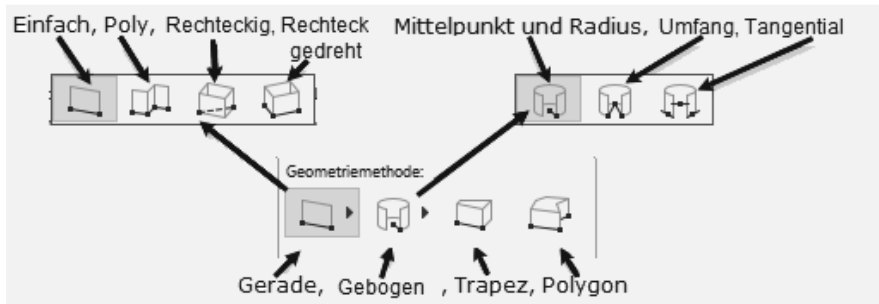 Einfach, Poly, Rechteckig, Rechteck
gedreht
Mittelpunkt und Radius, Umfang, Tangential
Geometriemethode:
Gerade, Gebogen , Trapez, Polygon